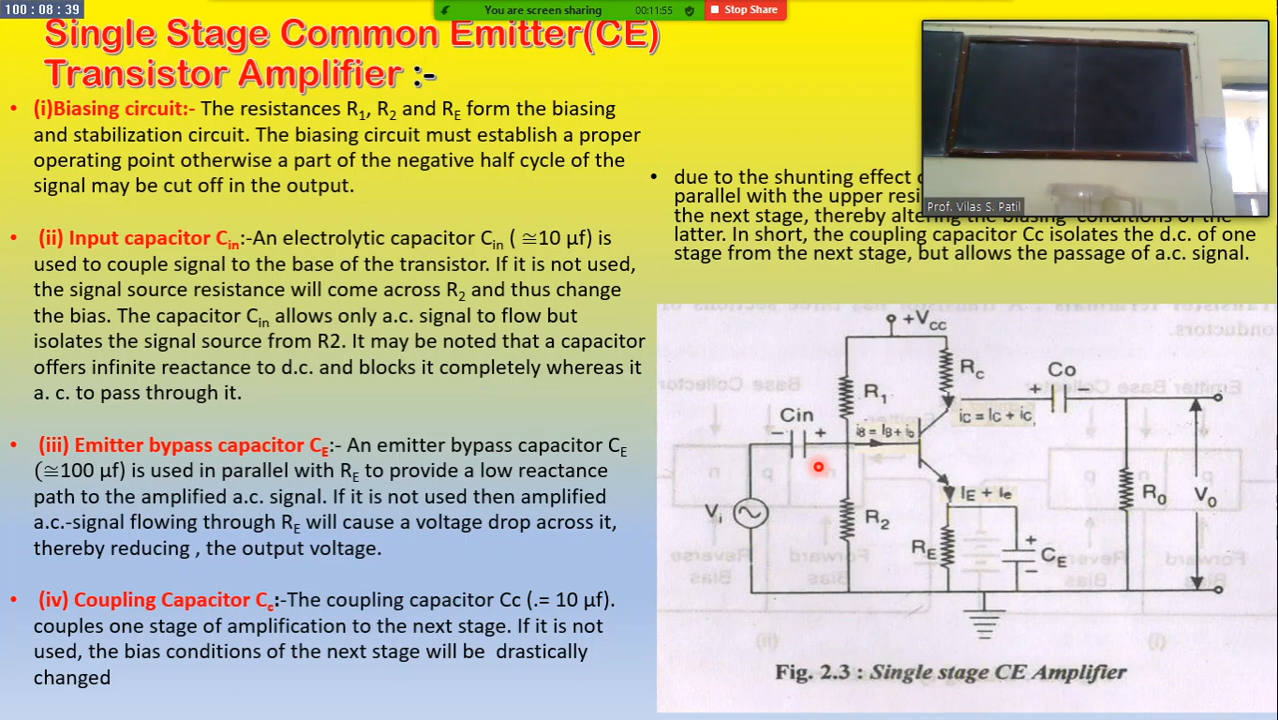 100 : 08 : 39
You are screen sharing
00:11:55
Stop Share
Single Stage Common Emitter(CE)
Transistor Amplifier :-
• (i)Biasing circuit:- The resistances R1, R2 and RE form the biasing
and stabilization circuit. The biasing circuit must establish a proper
operating point otherwise a part of the negative half cycle of the
signal may be cut off in the output.
• (ii) Input capacitor Cin:-An electrolytic capacitor Cin ( ≅10 μf) is
used to couple signal to the base of the transistor. If it is not used,
the signal source resistance will come across R2 and thus change
the bias. The capacitor Cin allows only a.c. signal to flow but
isolates the signal source from R2. It may be noted that a capacitor
offers infinite reactance to d.c. and blocks it completely whereas it
a. c. to pass through it.
• (iii) Emitter bypass capacitor CE:- An emitter bypass capacitor CE
(≅100 μf) is used in parallel with RE to provide a low reactance
path to the amplified a.c. signal. If it is not used then amplified
a.c.-signal flowing through RE will cause a voltage drop across it,
thereby reducing , the output voltage.
• (iv) Coupling Capacitor Cc:-The coupling capacitor Cc (.= 10 μf).
couples one stage of amplification to the next stage. If it is not
used, the bias conditions of the next stage will be drastically
changed
• due to the shunting effect
parallel with the upper
the next stage, thereby altering the biasing conditions of the
latter. In short, the coupling capacitor Cc isolates the d.c. of one
stage from the next stage, but allows the passage of a.c. signal.
Prof. Vilas S. Patil
+Vcc
Rc
Co
+ −
R1
iC = IC + ic
Cin
− +
iB = IB + ib
IE + Ie
Vi
R2
RE
+
CE
−
Ro
Vo
Fig. 2.3 : Single stage CE Amplifier